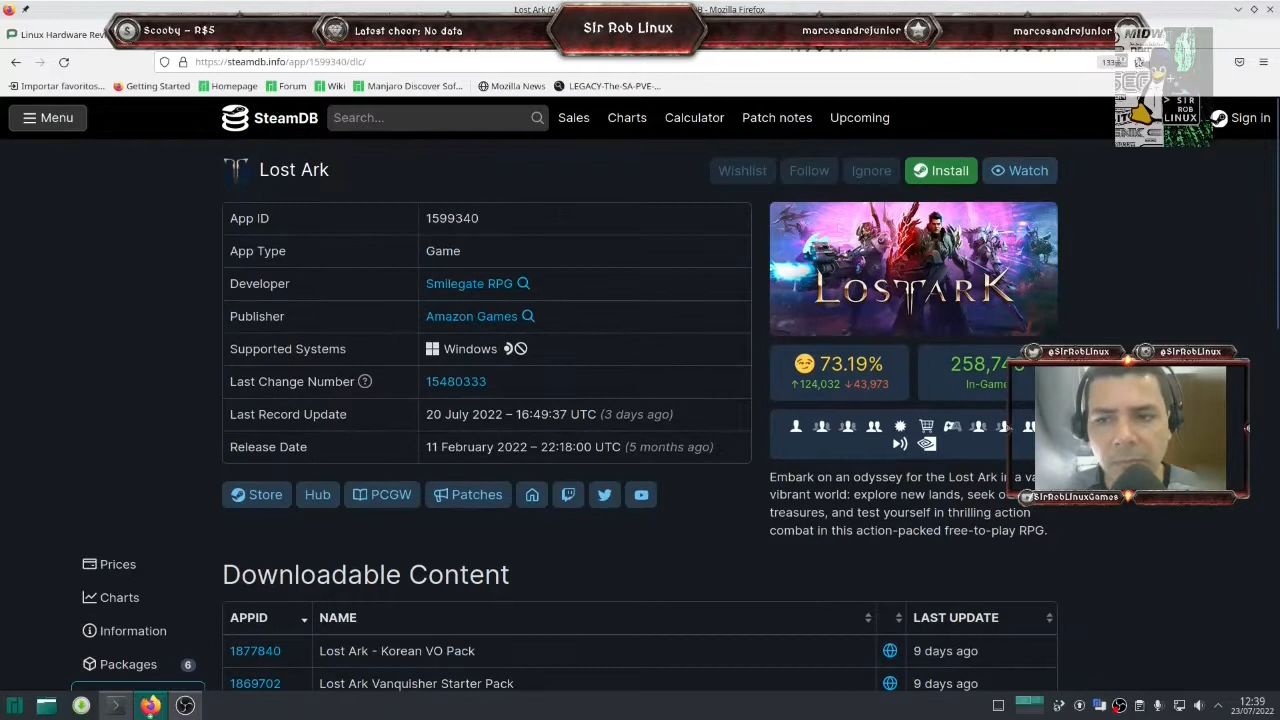 Lost Ark (A
- Mozilla Firefox
Linux Hardware Rev
Scooby – R$5
Latest cheer: No data
Sir Rob Linux
marcosandrejunior
marcosandrejunior
https://steamdb.info/app/1599340/dlc/
133
Importar favoritos...
Getting Started
Homepage
Forum
Wiki
Manjaro Discover Sof...
Mozilla News
LEGACY-The-SA-PVE-...
> SIR
ROB
LINUX
Menu
SteamDB
Search...
Sales
Charts
Calculator
Patch notes
Upcoming
Sign in
Lost Ark
Wishlist
Follow
Ignore
Install
Watch
App ID
1599340
App Type
Game
Developer
Smilegate RPG
Publisher
Amazon Games
Supported Systems
Windows
Last Change Number
15480333
Last Record Update
20 July 2022 – 16:49:37 UTC (3 days ago)
Release Date
11 February 2022 – 22:18:00 UTC (5 months ago)
LOST ARK
73.19%
↑124,032 ↓43,973
258,74
In-Game
@SirRobLinux
@SirRobLinux
SirRobLinuxGames
Embark on an odyssey for the Lost Ark in a va
vibrant world: explore new lands, seek o
treasures, and test yourself in thrilling action
combat in this action-packed free-to-play RPG.
Store
Hub
PCGW
Patches
Prices
Charts
Information
Packages
6
Downloadable Content
APPID
NAME
LAST UPDATE
1877840
Lost Ark - Korean VO Pack
9 days ago
1869702
Lost Ark Vanquisher Starter Pack
9 days ago
12:39
23/07/2022